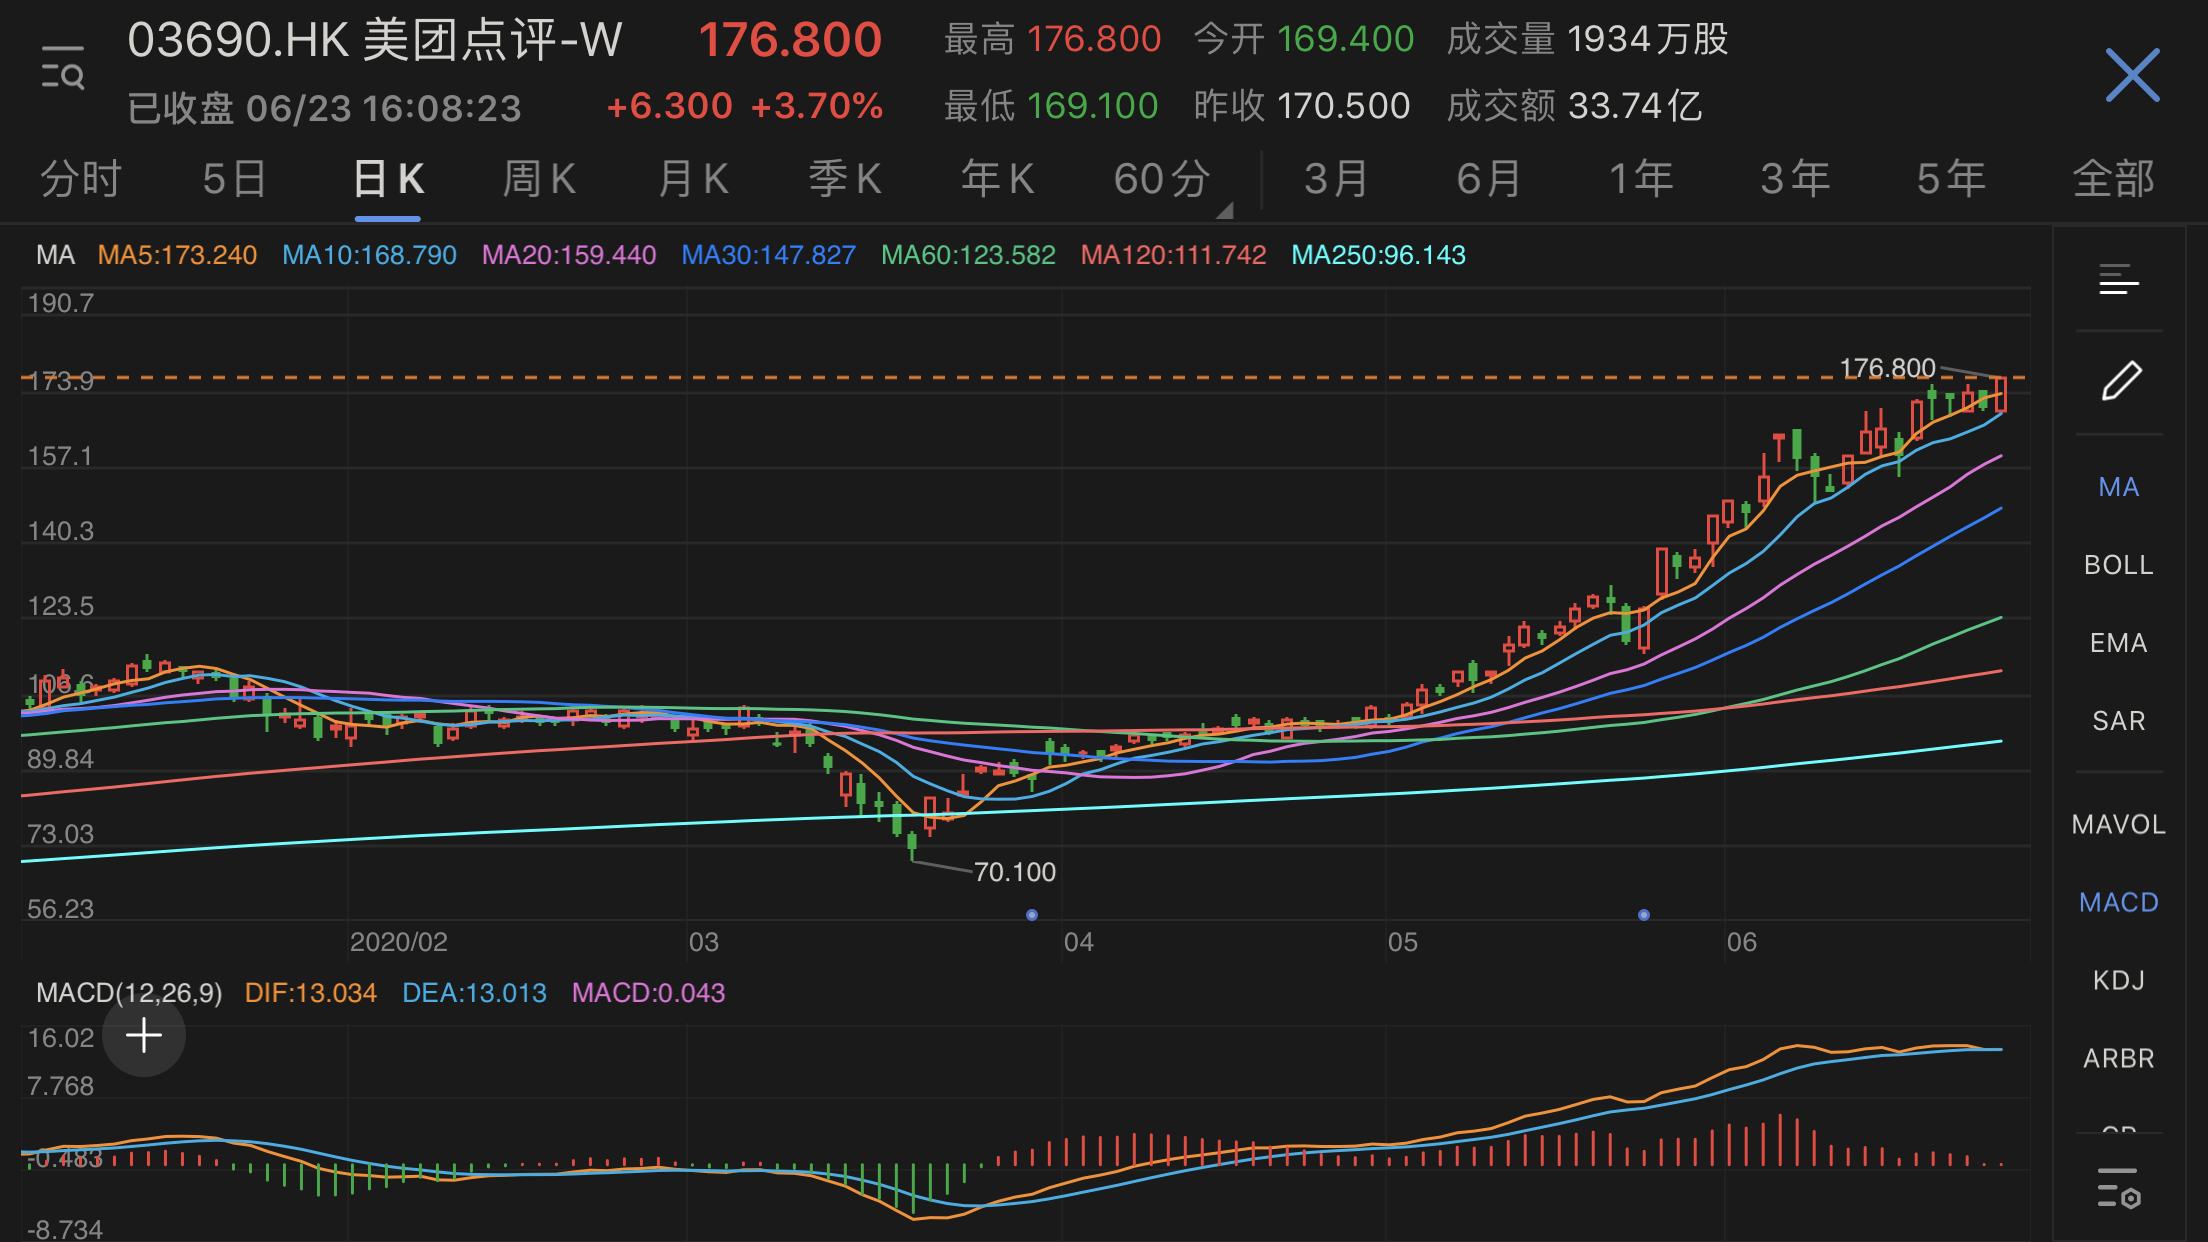 03690.HK 美团点评-W 176.800 最高 176.800 今开 169.400 成交量 1934万股
已收盘 06/23 16:08:23 +6.300 +3.70% 最低 169.100 昨收 170.500 成交额 33.74亿
分时 5日 日K 周K 月K 季K 年K 60分 3月 6月 1年 3年 5年 全部
MA MA5:173.240 MA10:168.790 MA20:159.440 MA30:147.827 MA60:123.582 MA120:111.742 MA250:96.143
190.7
176.800
173.9
157.1
140.3
123.5
106.6
89.84
73.03
70.100
56.23
2020/02 03 04 05 06
MACD(12,26,9) DIF:13.034 DEA:13.013 MACD:0.043
16.02
7.768
-0.483
-8.734
MA
BOLL
EMA
SAR
MAVOL
MACD
KDJ
ARBR